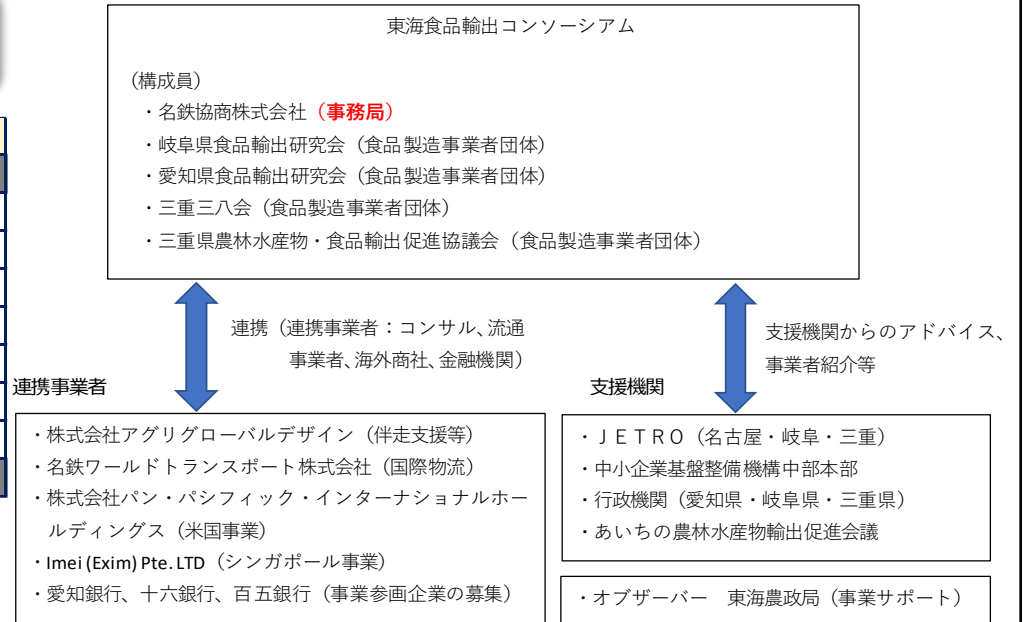 東海食品輸出コンソーシアム
(構成員)
・名鉄協商株式会社（事務局）
・岐阜県食品輸出研究会（食品製造事業者団体）
・愛知県食品輸出研究会（食品製造事業者団体）
・三重三八会（食品製造事業者団体）
・三重県農林水産物・食品輸出促進協議会（食品製造事業者団体）
連携（連携事業者：コンサル、流通
事業者、海外商社、金融機関）
支援機関からのアドバイス、
事業者紹介等
連携事業者
・株式会社アグリグローバルデザイン（伴走支援等）
・名鉄ワールドトランスポート株式会社（国際物流）
・株式会社パン・パシフィック・インターナショナルホー
ルディングス（米国事業）
・Imei (Exim) Pte. LTD（シンガポール事業）
・愛知銀行、十六銀行、百五銀行（事業参画企業の募集）
支援機関
・ＪＥＴＲＯ（名古屋・岐阜・三重）
・中小企業基盤整備機構中部本部
・行政機関（愛知県・岐阜県・三重県）
・あいちの農林水産物輸出促進会議
・オブザーバー　東海農政局（事業サポート）